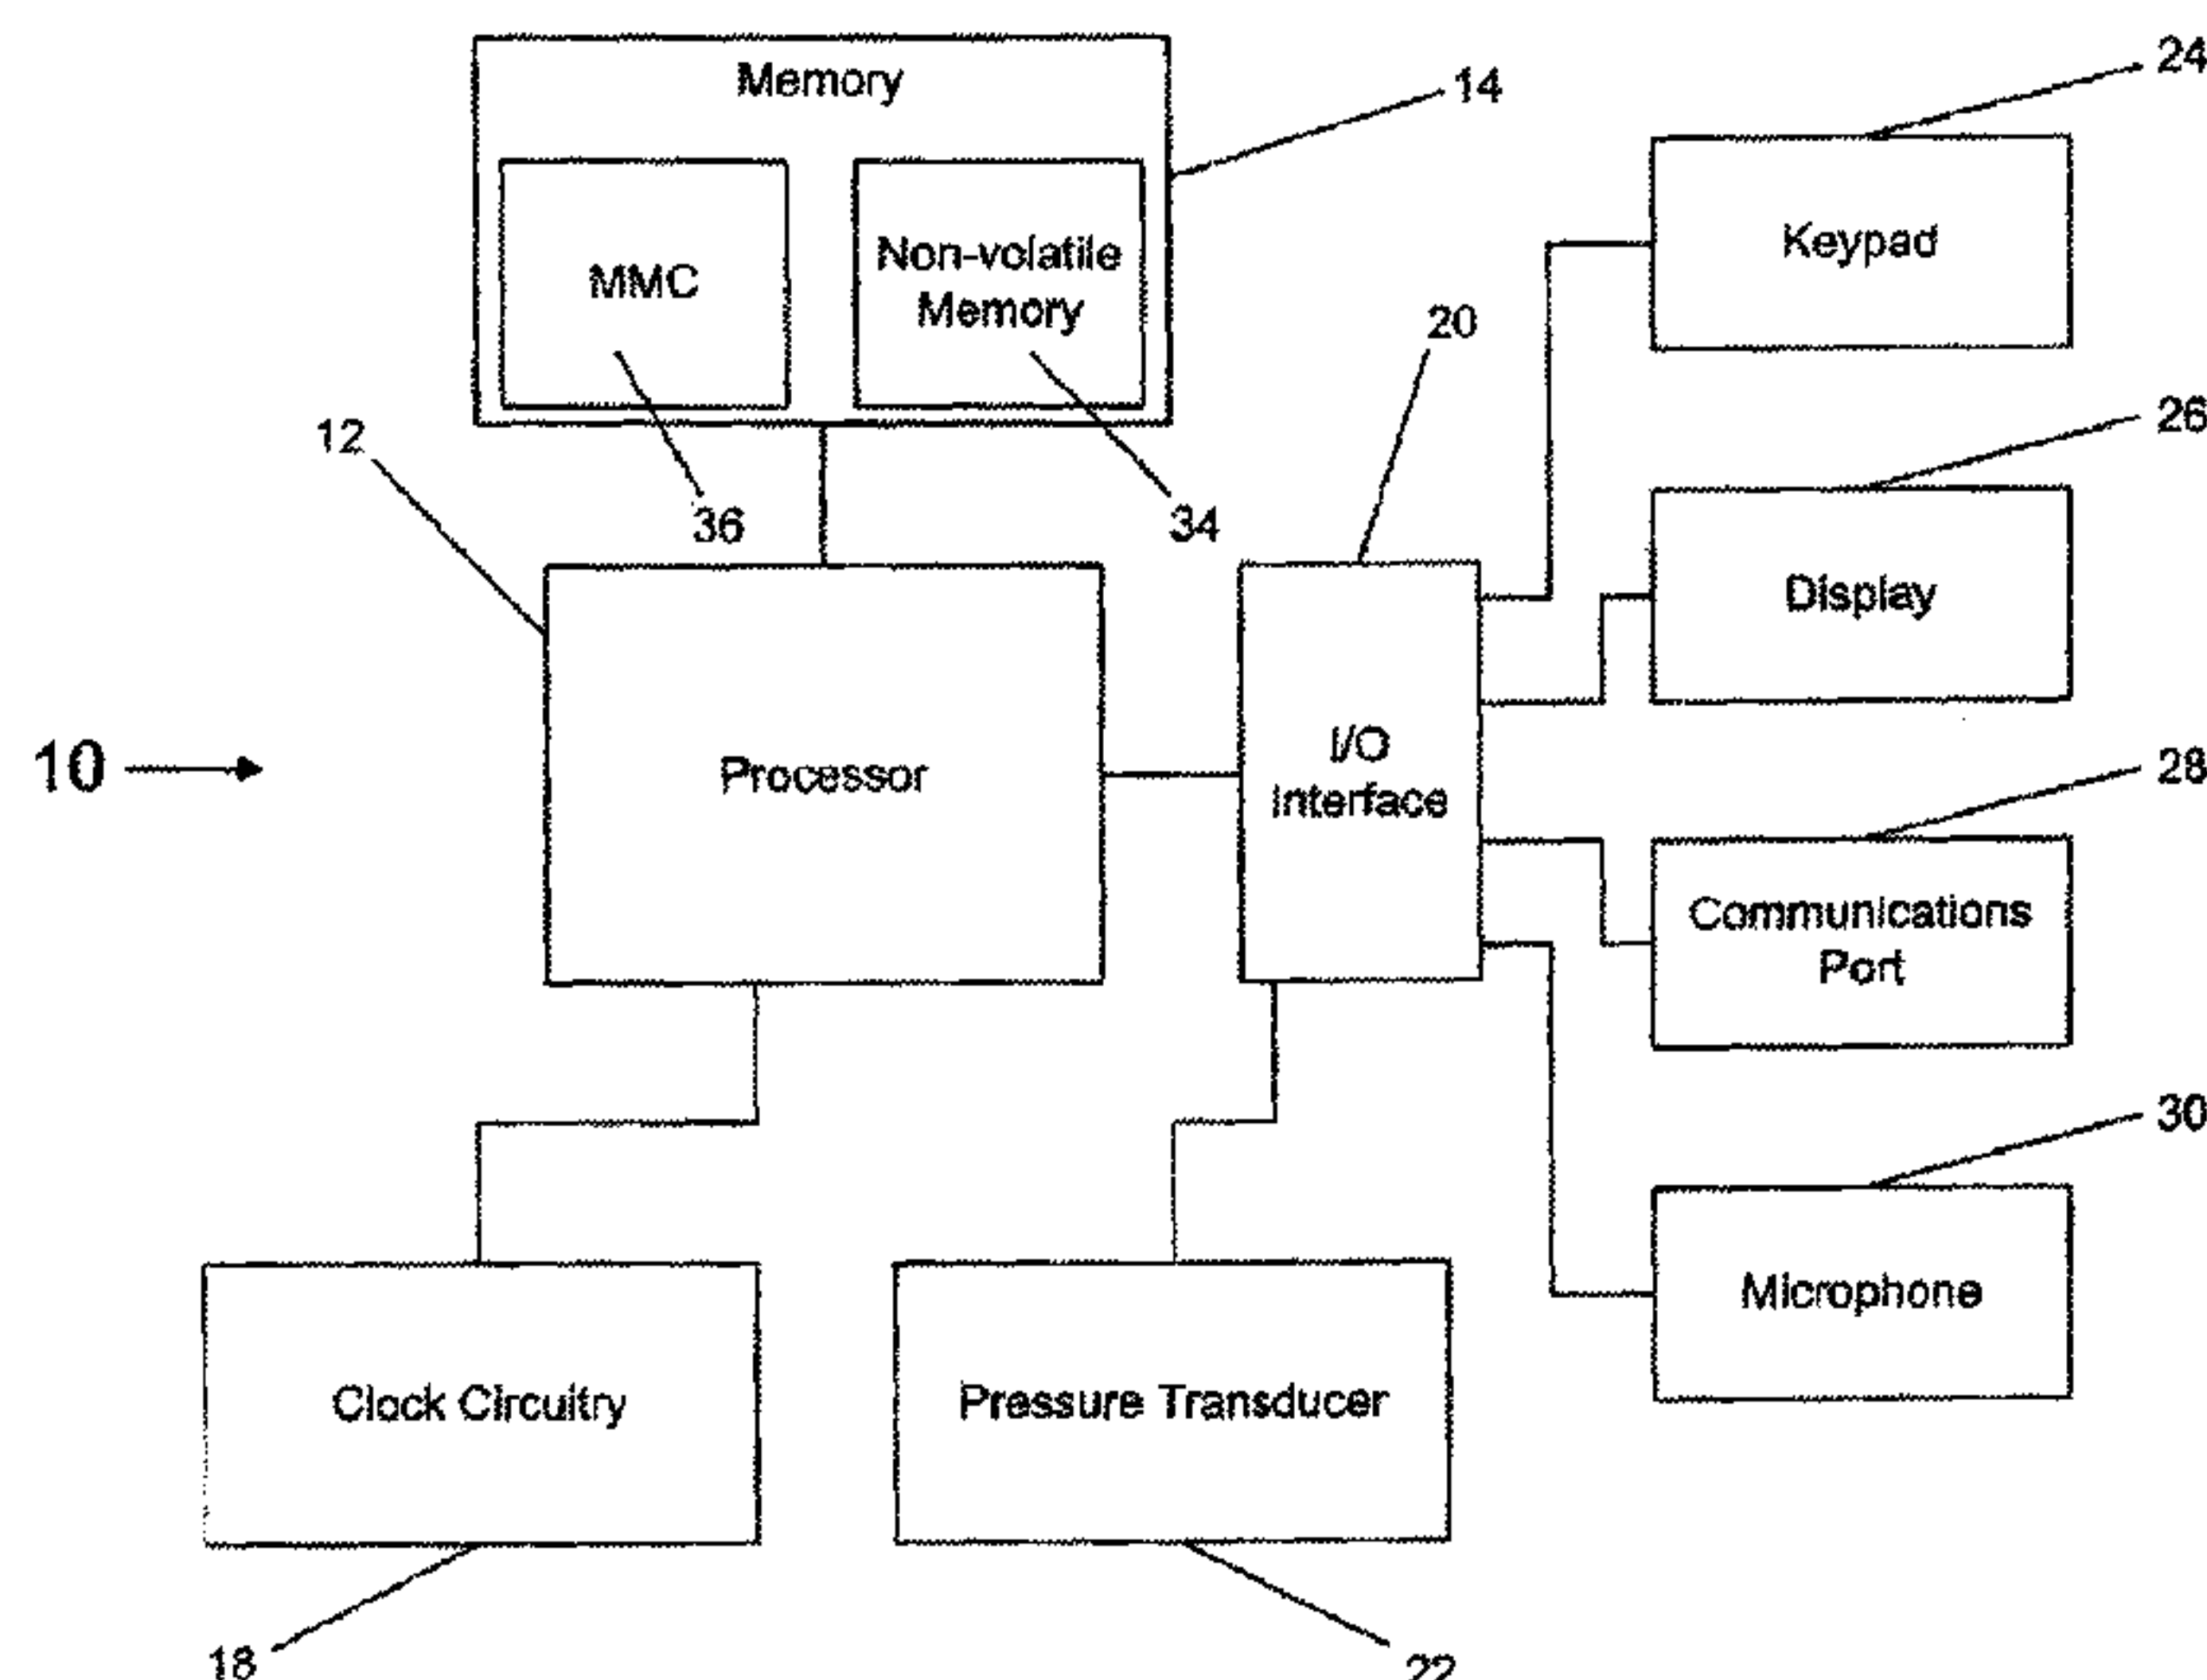 Memory
14
24
MMC
Non-volatile
Memory
Keypad
20
12
36
34
26
Display
10
Processor
I/O
Interface
28
Communications
Port
30
Microphone
Clock Circuitry
Pressure Transducer
18
22